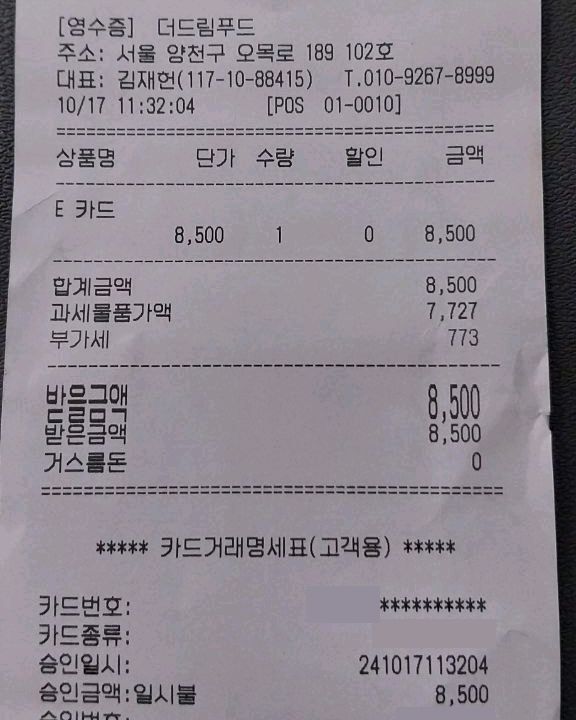 [영수증] 더드림푸드
주소: 서울 양천구 오목로 189 102호
대표: 김재헌(117-10-88415) T.010-9267-8999
10/17 11:32:04 [POS 01-0010]
==============================================
상품명 단가 수량 할인 금액
----------------------------------------------
E 카드
8,500 1 0 8,500
----------------------------------------------
합계금액 8,500
과세물품가액 7,727
부가세 773
----------------------------------------------
받을금액 8,500
받은금액 8,500
거스름돈 0
==============================================
***** 카드거래명세표(고객용) *****
카드번호: **********
카드종류:
승인일시: 241017113204
승인금액:일시불 8,500
승인번호: